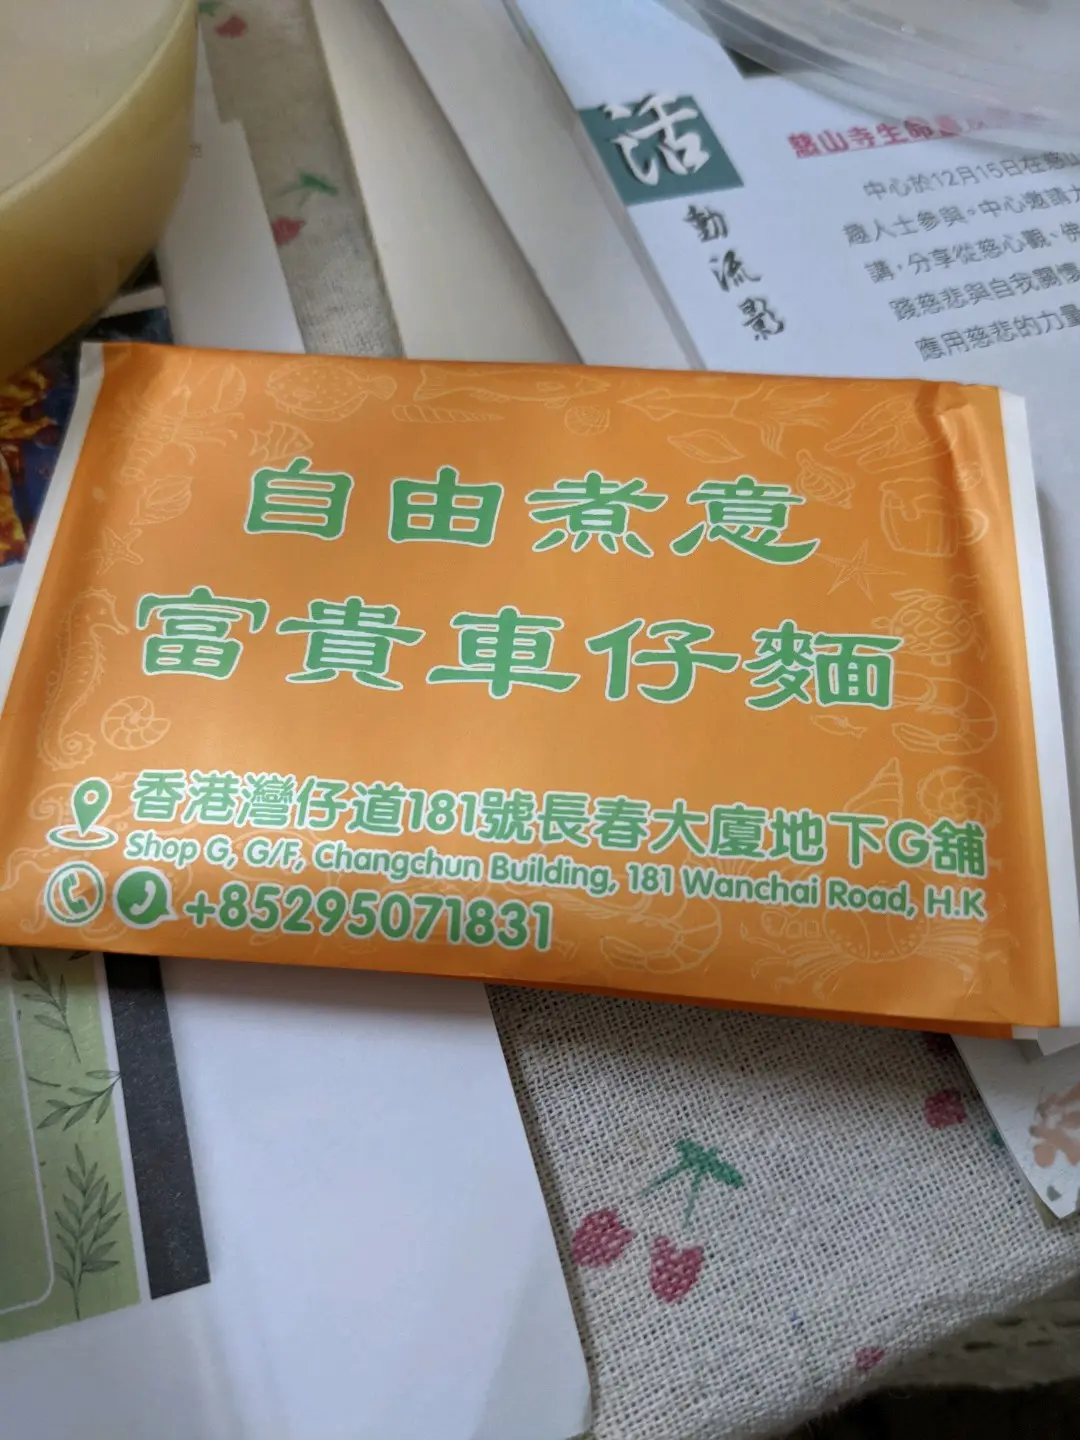 活
動流影
慈山寺生命
中心於12月15日在慈山
趣人士參與。中心邀請
講,分享從慈心觀、佛
踐慈悲與自我關懷
應用慈悲的力量
自由煮意
富貴車仔麵
香港灣仔道181號長春大廈地下G舖
Shop G, G/F, Changchun Building, 181 Wanchai Road, H.K
+85295071831